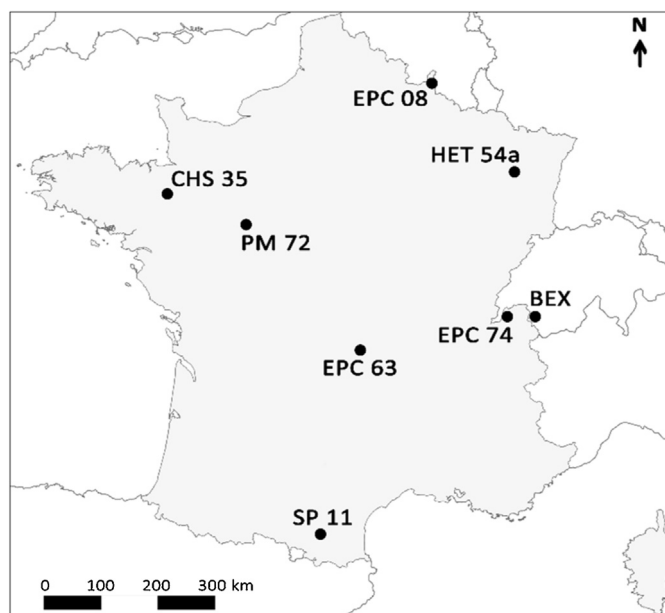 N
EPC 08
HET 54a
CHS 35
PM 72
BEX
EPC 74
EPC 63
SP 11
0 100 200 300 km